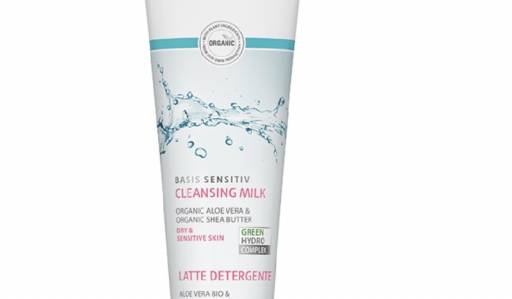 ORGANIC
BASIS SENSITIV
CLEANSING MILK
ORGANIC ALOE VERA &
ORGANIC SHEA BUTTER
DRY &
SENSITIVE SKIN
GREEN
HYDRO
COMPLEX
LATTE DETERGENTE
ALOE VERA BIO &